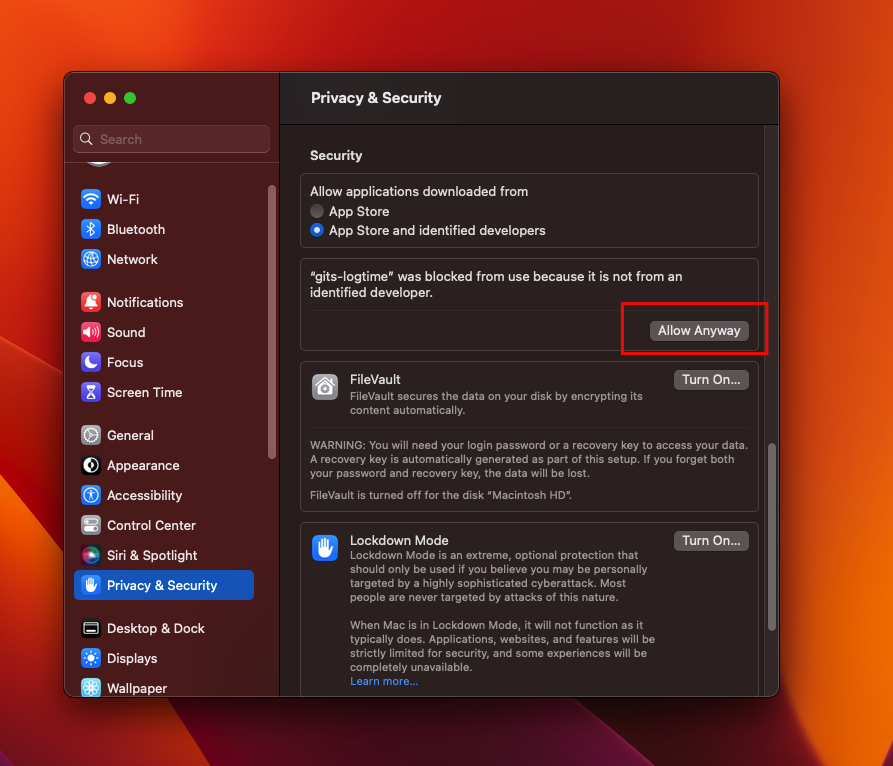 Search
Wi-Fi
Bluetooth
Network
Notifications
Sound
Focus
Screen Time
General
Appearance
Accessibility
Control Center
Siri & Spotlight
Privacy & Security
Desktop & Dock
Displays
Wallpaper
Privacy & Security
Security
Allow applications downloaded from
App Store
App Store and identified developers
“gits-logtime” was blocked from use because it is not from an
identified developer.
Allow Anyway
FileVault
Turn On...
FileVault secures the data on your disk by encrypting its
content automatically.
WARNING: You will need your login password or a recovery key to access your data.
A recovery key is automatically generated as part of this setup. If you forget both
your password and recovery key, the data will be lost.
FileVault is turned off for the disk “Macintosh HD”.
Lockdown Mode
Turn On...
Lockdown Mode is an extreme, optional protection that
should only be used if you believe you may be personally
targeted by a highly sophisticated cyberattack. Most
people are never targeted by attacks of this nature.
When Mac is in Lockdown Mode, it will not function as it
typically does. Applications, websites, and features will be
strictly limited for security, and some experiences will be
completely unavailable.
Learn more...